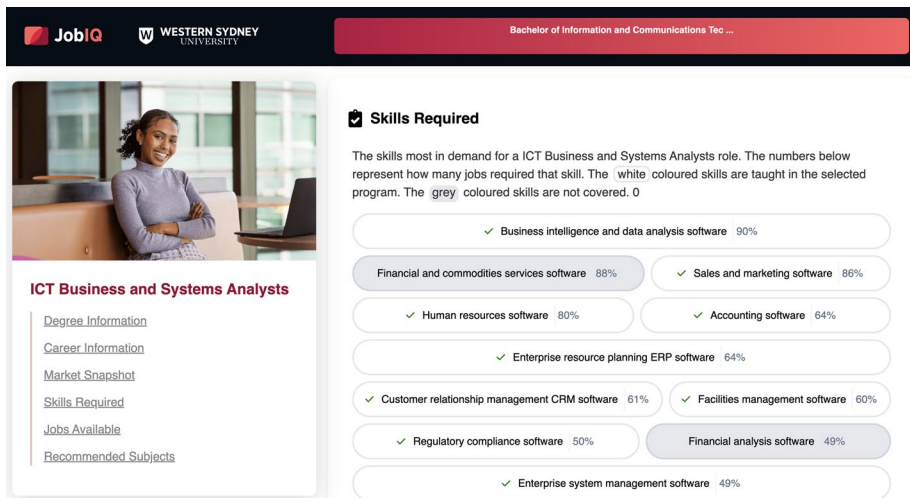 JobIQ
WESTERN SYDNEY
UNIVERSITY
Bachelor of Information and Communications Tec ...
ICT Business and Systems Analysts
Degree Information
Career Information
Market Snapshot
Skills Required
Jobs Available
Recommended Subjects
Skills Required
The skills most in demand for a ICT Business and Systems Analysts role. The numbers below
represent how many jobs required that skill. The white coloured skills are taught in the selected
program. The grey coloured skills are not covered. 0
Business intelligence and data analysis software 90%
Financial and commodities services software 88%
Sales and marketing software 86%
Human resources software 80%
Accounting software 64%
Enterprise resource planning ERP software 64%
Customer relationship management CRM software 61%
Facilities management software 60%
Regulatory compliance software 50%
Financial analysis software 49%
Enterprise system management software 49%